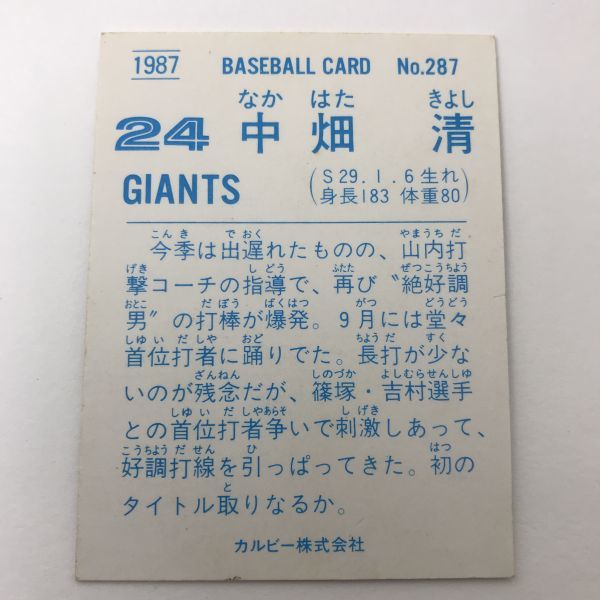 1987 BASEBALL CARD No.287
なか はた きよし
24 中畑 清
GIANTS (S29.1.6生れ
身長183 体重80)
こんき でおく やまうちだ
今季は出遅れたものの、山内打
げき しどう ふたた ぜつこうちょう
撃コーチの指導で、再び〝絶好調
おとこ だぼう ばくはつ がつ どうどう
男〟の打棒が爆発。9月には堂々
しゆいだしや おど ちようだ すく
首位打者に踊りでた。長打が少な
ざんねん しのづか よしむらせんしゆ
いのが残念だが、篠塚・吉村選手
しゆいだしやあらそ しげき
との首位打者争いで刺激しあって、
こうちようだせん ひ はつ
好調打線を引っぱってきた。初の
と
タイトル取りなるか。
カルビー株式会社